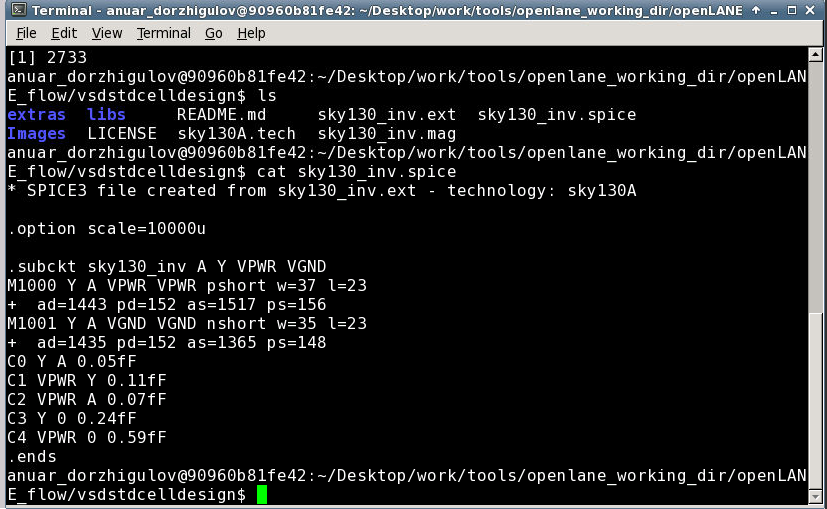 Terminal - anuar_dorzhigulov@90960b81fe42: ~/Desktop/work/tools/openlane_working_dir/openLANE
File Edit View Terminal Go Help
[1] 2733
anuar_dorzhigulov@90960b81fe42:~/Desktop/work/tools/openlane_working_dir/openLAN
E_flow/vsdstdcelldesign$ ls
extras libs README.md sky130_inv.ext sky130_inv.spice
Images LICENSE sky130A.tech sky130_inv.mag
anuar_dorzhigulov@90960b81fe42:~/Desktop/work/tools/openlane_working_dir/openLAN
E_flow/vsdstdcelldesign$ cat sky130_inv.spice
* SPICE3 file created from sky130_inv.ext - technology: sky130A
.option scale=10000u
.subckt sky130_inv A Y VPWR VGND
M1000 Y A VPWR VPWR pshort w=37 l=23
+ ad=1443 pd=152 as=1517 ps=156
M1001 Y A VGND VGND nshort w=35 l=23
+ ad=1435 pd=152 as=1365 ps=148
C0 Y A 0.05fF
C1 VPWR Y 0.11fF
C2 VPWR A 0.07fF
C3 Y 0 0.24fF
C4 VPWR 0 0.59fF
.ends
anuar_dorzhigulov@90960b81fe42:~/Desktop/work/tools/openlane_working_dir/openLAN
E_flow/vsdstdcelldesign$